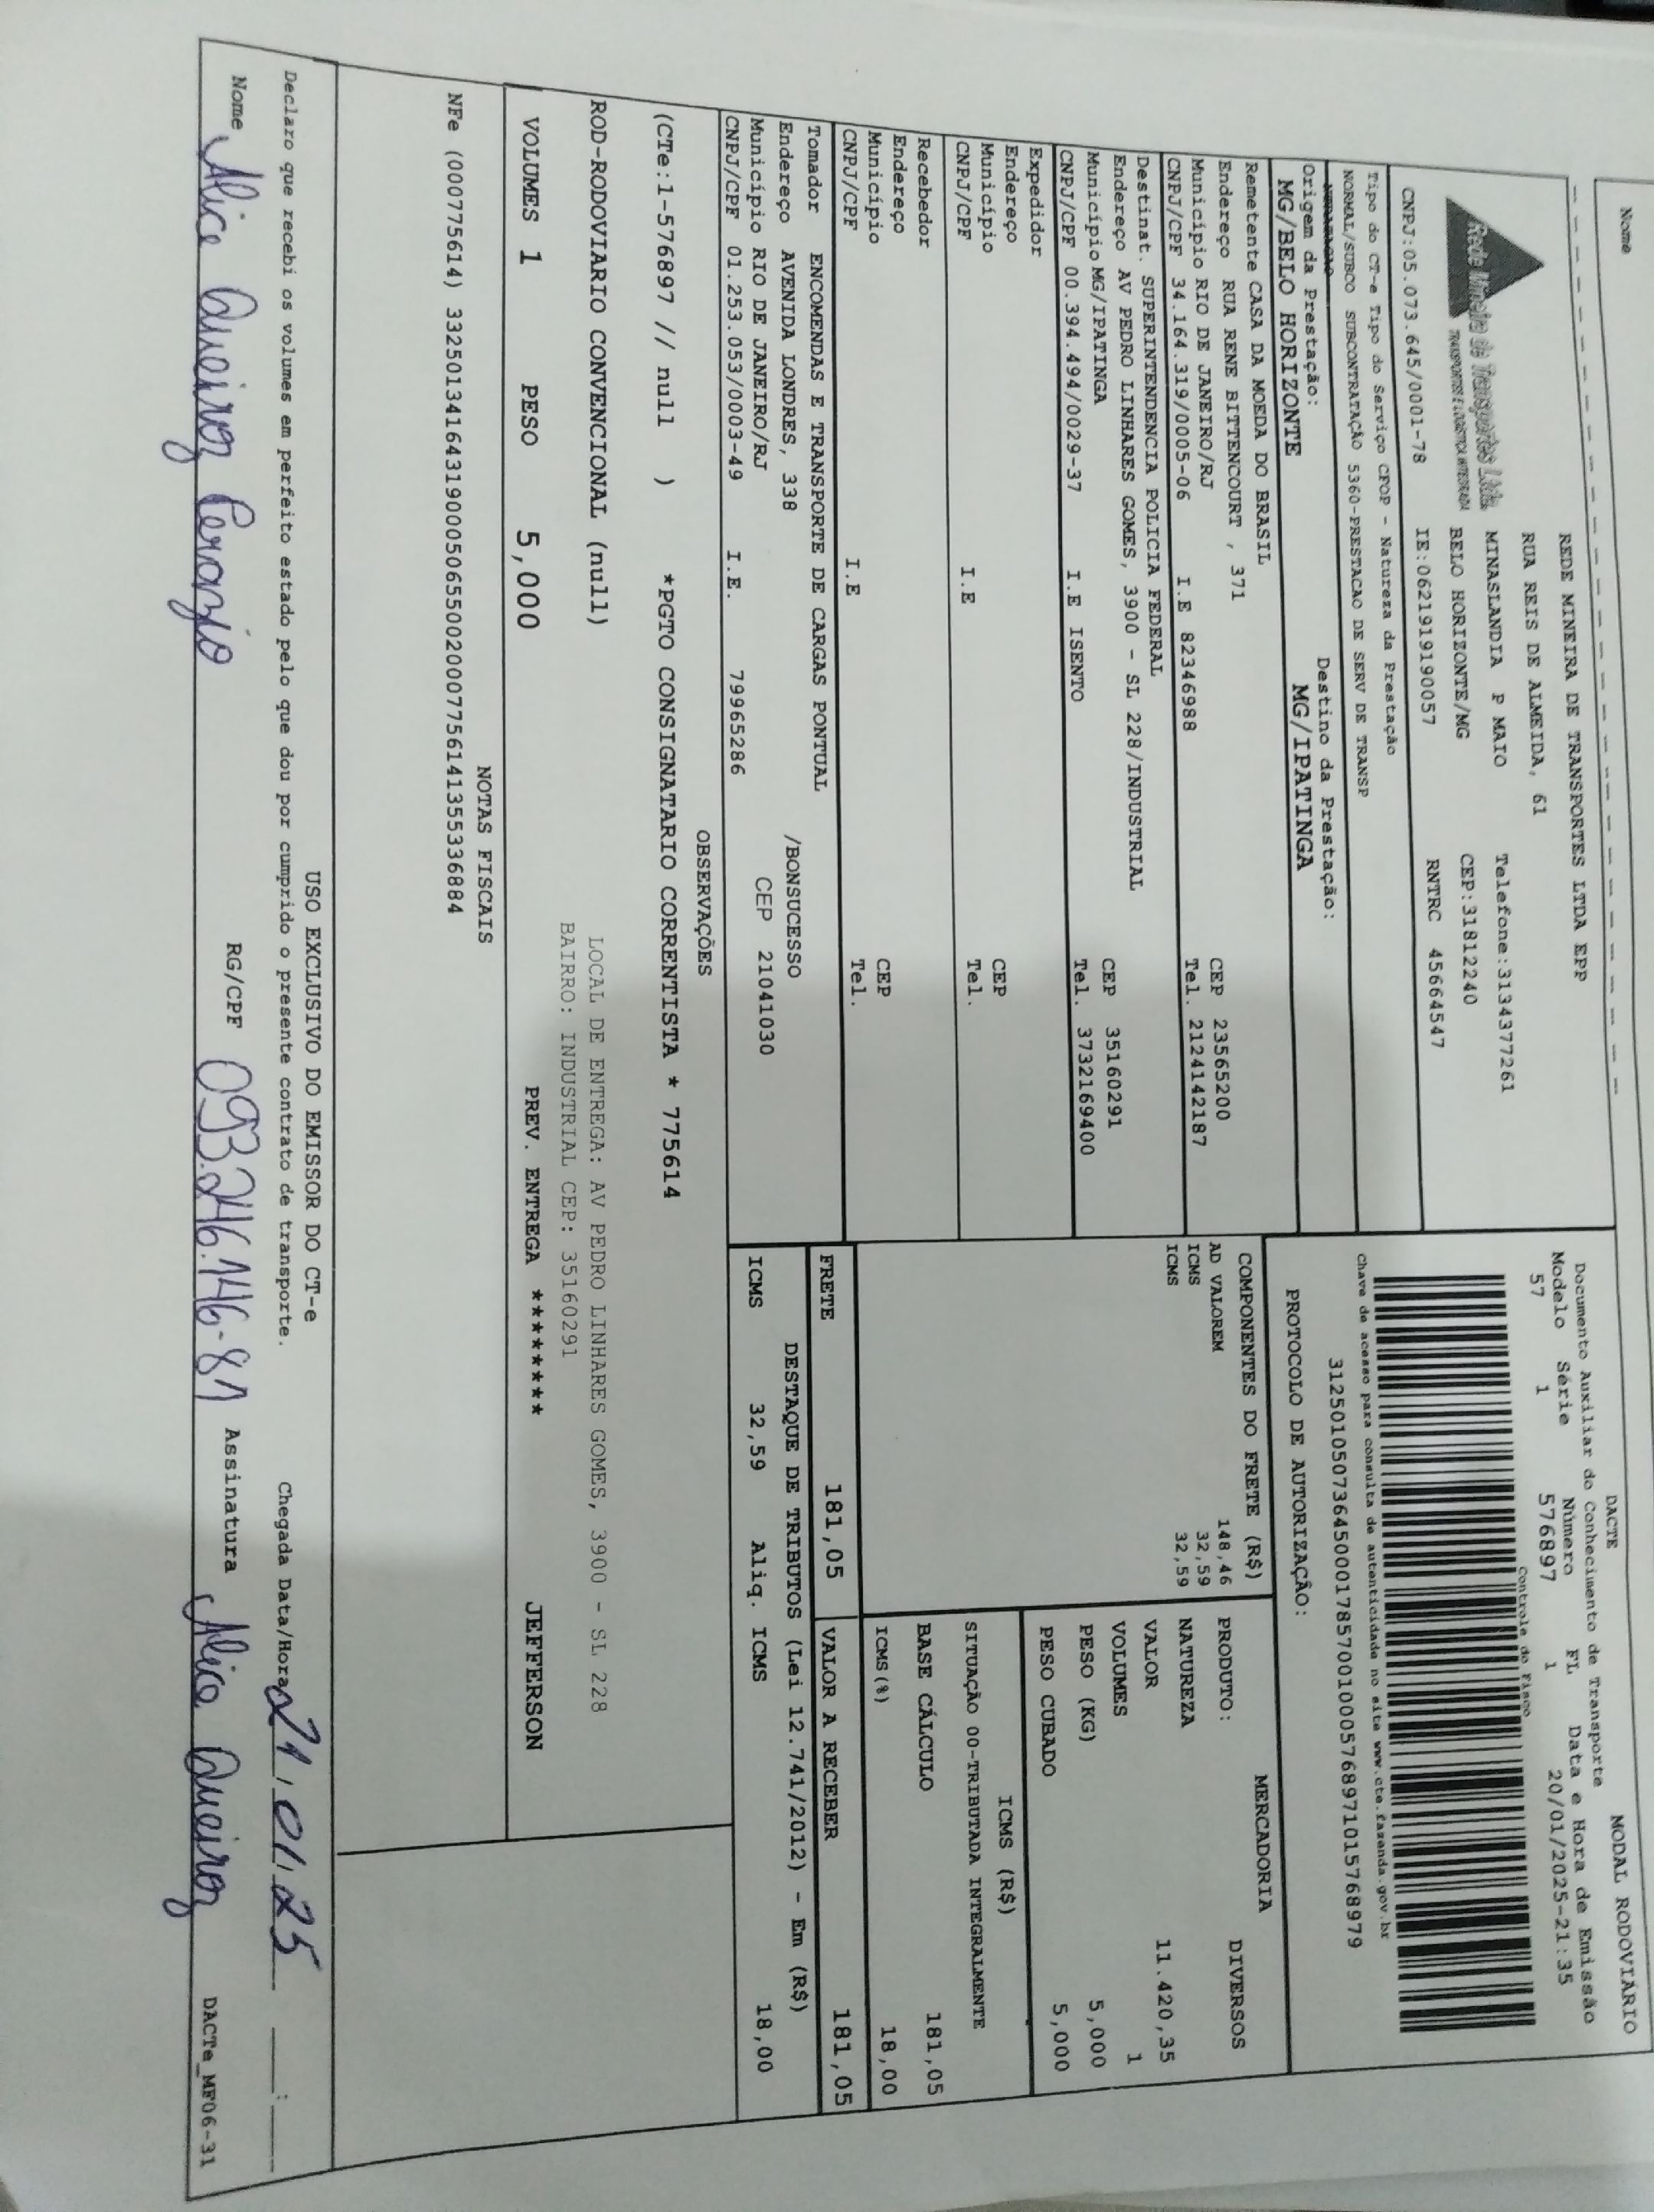 Nome
Rede Mineira de Transportes Ltda.
TRANSPORTES E LOGÍSTICA INTEGRADA
REDE MINEIRA DE TRANSPORTES LTDA EPP
RUA REIS DE ALMEIDA, 61
MINASLANDIA P MAIO Telefone:3134377261
BELO HORIZONTE/MG CEP:31812240
CNPJ:05.073.645/0001-78 IE:0621919190057 RNTRC 45664547
DACTE MODAL RODOVIÁRIO
Documento Auxiliar do Conhecimento de Transporte
Modelo Série Número FL Data e Hora de Emissão
57 1 576897 1 20/01/2025-21:35
Controle do Fisco
Chave de acesso para consulta de autenticidade no site www.cte.fazenda.gov.br
31250105073645000178570010005768971015768979
PROTOCOLO DE AUTORIZAÇÃO:
Tipo do CT-e Tipo do Serviço CFOP - Natureza da Prestação
NORMAL/SUBCO SUBCONTRATAÇÃO 5360-PRESTACAO DE SERV DE TRANSP
Origem da Prestação: Destino da Prestação:
MG/BELO HORIZONTE MG/IPATINGA
Remetente CASA DA MOEDA DO BRASIL
Endereço RUA RENE BITTENCOURT , 371 CEP 23565200
Município RIO DE JANEIRO/RJ Tel. 2124142187
CNPJ/CPF 34.164.319/0005-06 I.E 82346988
Destinat. SUPERINTENDENCIA POLICIA FEDERAL
Endereço AV PEDRO LINHARES GOMES, 3900 - SL 228/INDUSTRIAL
Município MG/IPATINGA CEP 35160291
CNPJ/CPF 00.394.494/0029-37 I.E ISENTO Tel. 3732169400
Expedidor
Endereço
Município CEP
CNPJ/CPF I.E Tel.
Recebedor
Endereço
Município CEP
CNPJ/CPF I.E Tel.
Tomador ENCOMENDAS E TRANSPORTE DE CARGAS PONTUAL
Endereço AVENIDA LONDRES, 338 /BONSUCESSO
Município RIO DE JANEIRO/RJ CEP 21041030
CNPJ/CPF 01.253.053/0003-49 I.E. 79965286
COMPONENTES DO FRETE (R$)
AD VALOREM 148,46
ICMS 32,59
ICMS 32,59
MERCADORIA
PRODUTO: DIVERSOS
NATUREZA
VALOR 11.420,35
VOLUMES 1
PESO (KG) 5,000
PESO CUBADO 5,000
ICMS (R$)
SITUAÇÃO 00-TRIBUTADA INTEGRALMENTE
BASE CÁLCULO 181,05
ICMS(%) 18,00
FRETE 181,05 VALOR A RECEBER 181,05
DESTAQUE DE TRIBUTOS (Lei 12.741/2012) - Em (R$)
ICMS 32,59 Aliq. ICMS 18,00
OBSERVAÇÕES
(CTe:1-576897 // null ) *PGTO CONSIGNATARIO CORRENTISTA * 775614
ROD-RODOVIARIO CONVENCIONAL (null) LOCAL DE ENTREGA: AV PEDRO LINHARES GOMES, 3900 - SL 228
BAIRRO: INDUSTRIAL CEP: 35160291
VOLUMES 1 PESO 5,000 PREV. ENTREGA ******** JEFFERSON
NOTAS FISCAIS
NFe (000775614) 33250134164319000506550020007756141355336884
USO EXCLUSIVO DO EMISSOR DO CT-e
Declaro que recebi os volumes em perfeito estado pelo que dou por cumprido o presente contrato de transporte. Chegada Data/Hora 21/01/25 ___:___
Nome Alice Queiroz Perazio RG/CPF 093.246.146-81 Assinatura Alice Queiroz DACTe_MF06-31